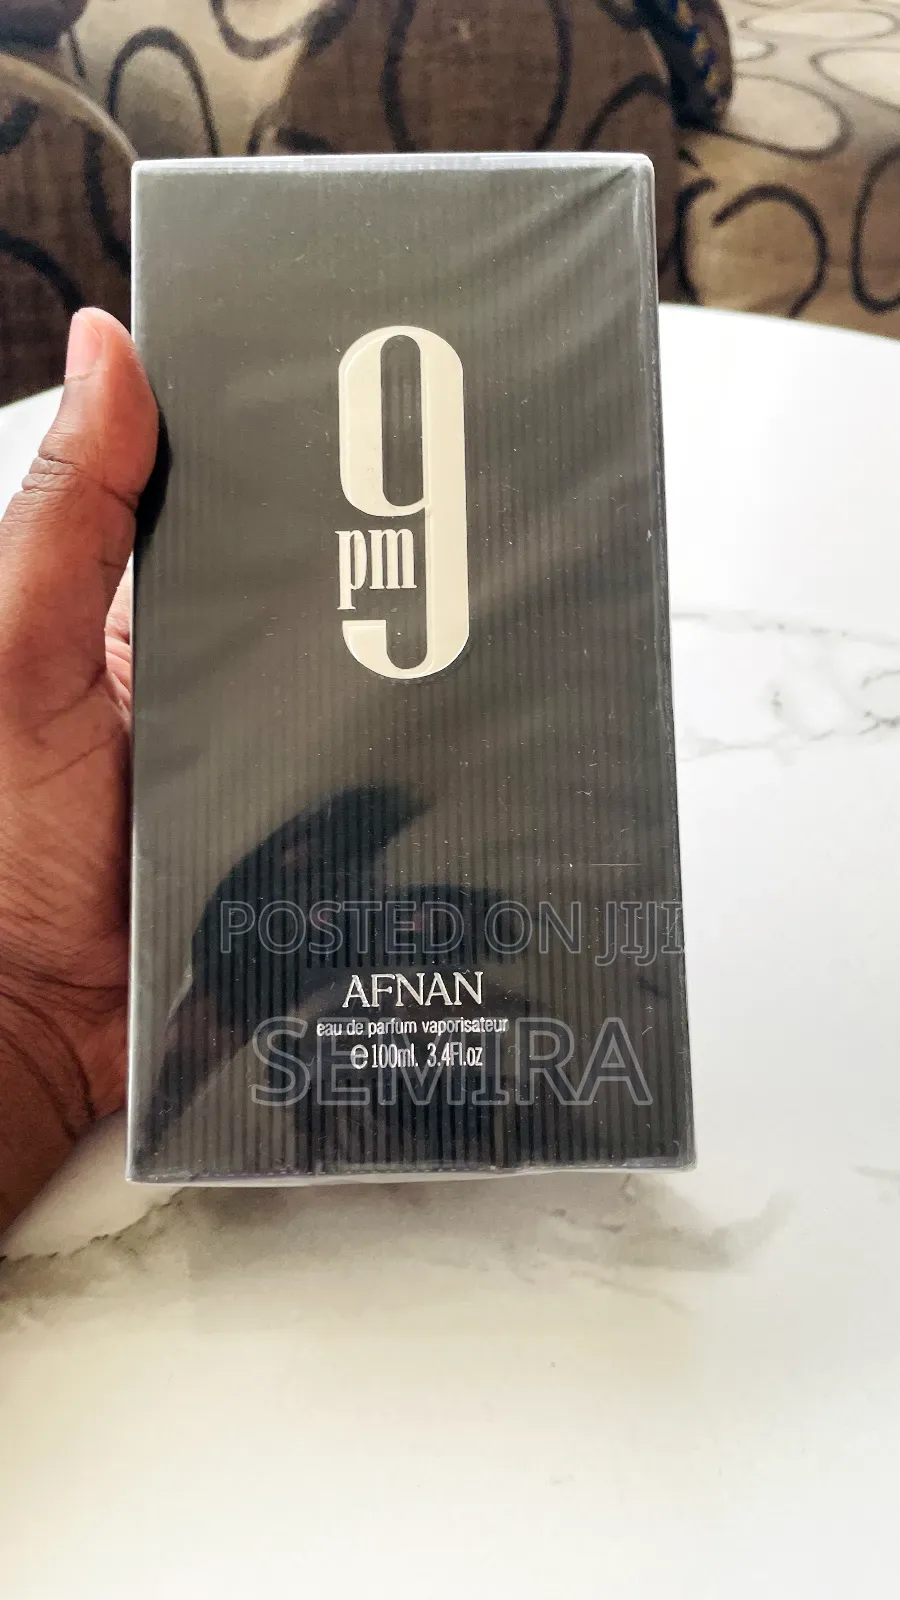 9
pm
POSTED ON JIJI
AFNAN
eau de parfum vaporisateur
SEMIRA
℮100ml. 3.4Fl.oz